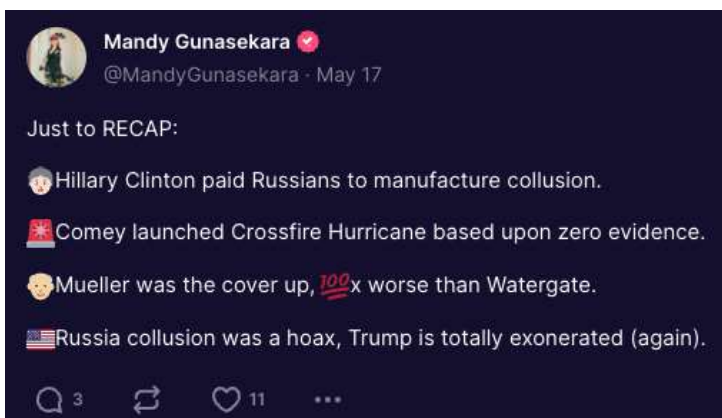 Mandy Gunasekara
@MandyGunasekara · May 17
Just to RECAP:
👵Hillary Clinton paid Russians to manufacture collusion.
🚨Comey launched Crossfire Hurricane based upon zero evidence.
👴Mueller was the cover up, 💯x worse than Watergate.
🇺🇸Russia collusion was a hoax, Trump is totally exonerated (again).
3 11